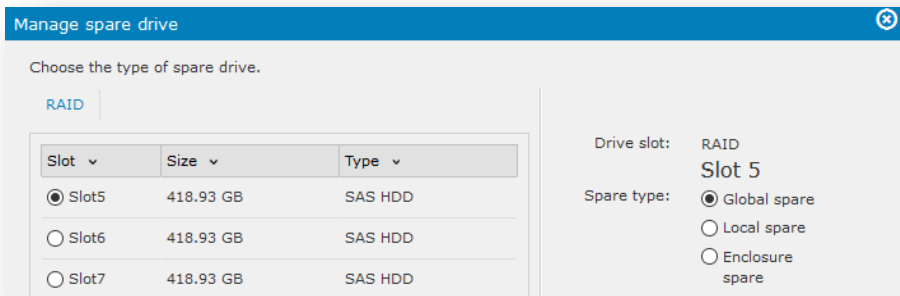 Manage spare drive
Choose the type of spare drive.
RAID
Slot Size Type
Slot5 418.93 GB SAS HDD
Slot6 418.93 GB SAS HDD
Slot7 418.93 GB SAS HDD
Drive slot: RAID
Slot 5
Spare type: Global spare
Local spare
Enclosure
spare